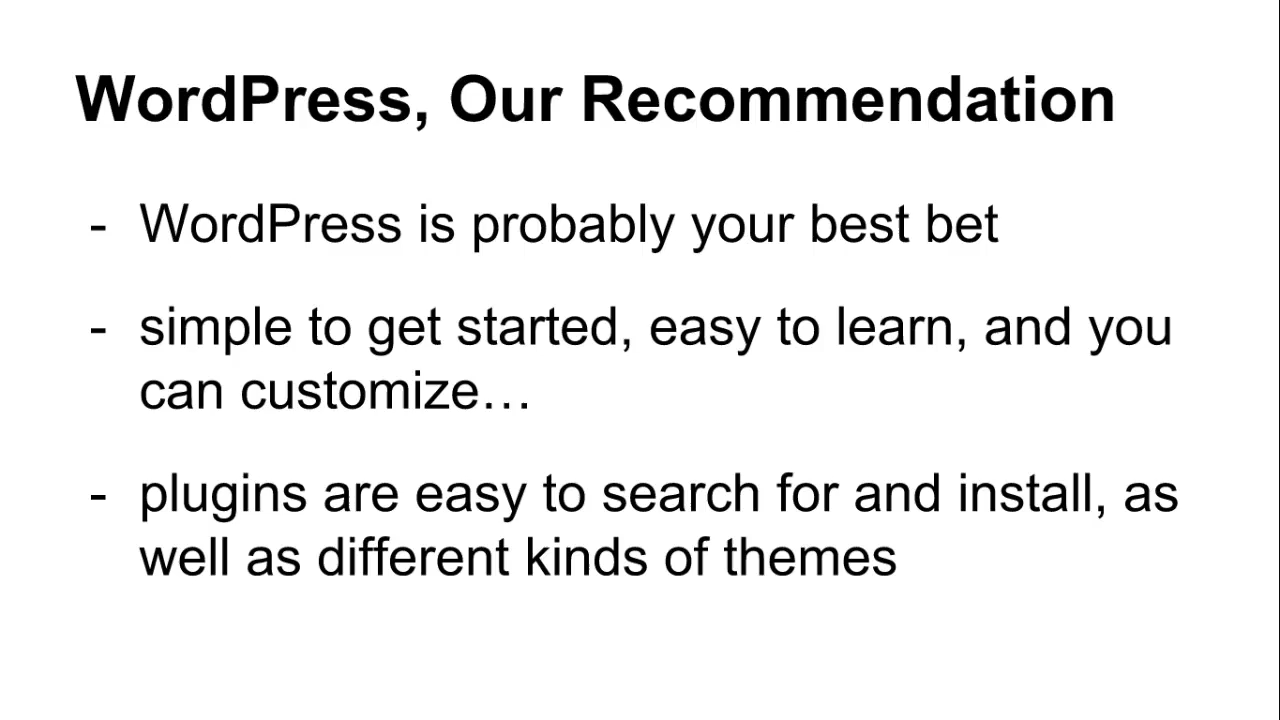 WordPress, Our Recommendation
- WordPress is probably your best bet
- simple to get started, easy to learn, and you
can customize…
- plugins are easy to search for and install, as
well as different kinds of themes